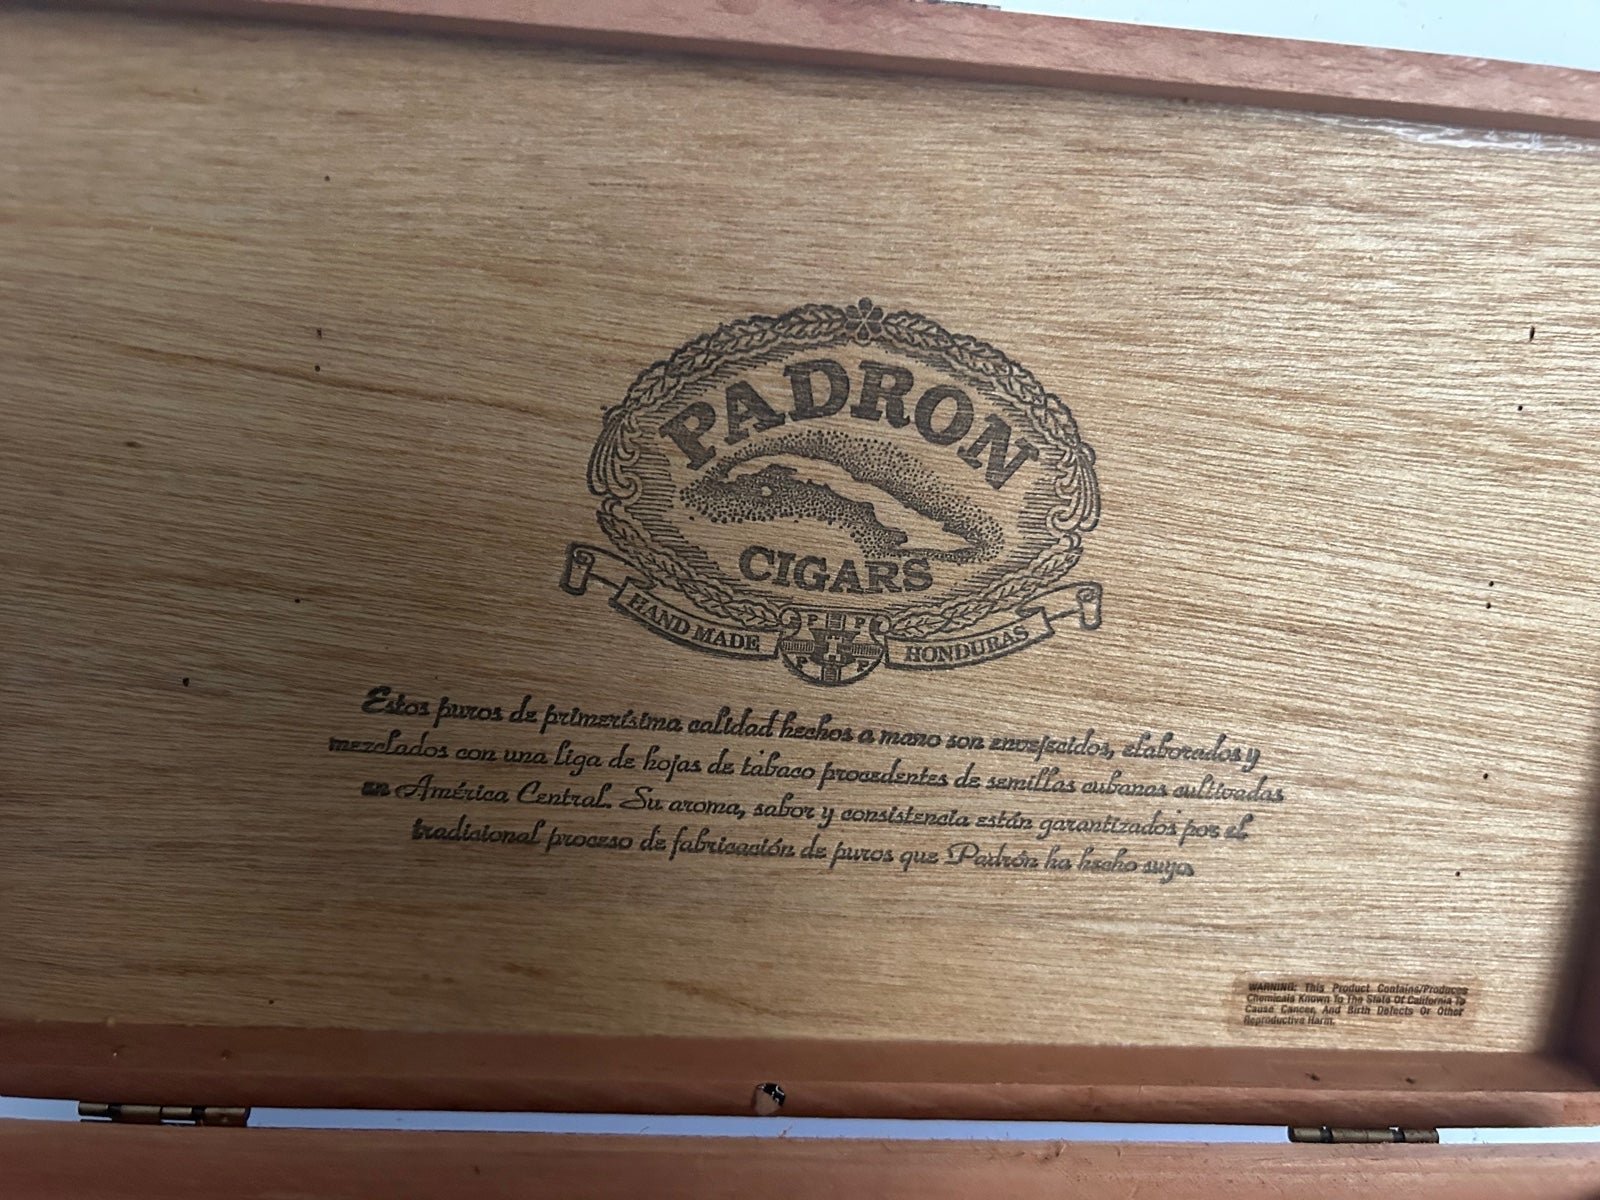 PADRON
CIGARS
HAND MADE
HONDURAS
P P
P P
Estos puros de primerísima calidad hechos a mano son envejecidos, elaborados y
mezclados con una liga de hojas de tabaco procedentes de semillas cubanas cultivadas
en América Central. Su aroma, sabor y consistencia están garantizados por el
tradicional proceso de fabricación de puros que Padrón ha hecho suyo.
WARNING: This Product Contains/Produces
Chemicals Known To The State Of California To
Cause Cancer, And Birth Defects Or Other
Reproductive Harm.